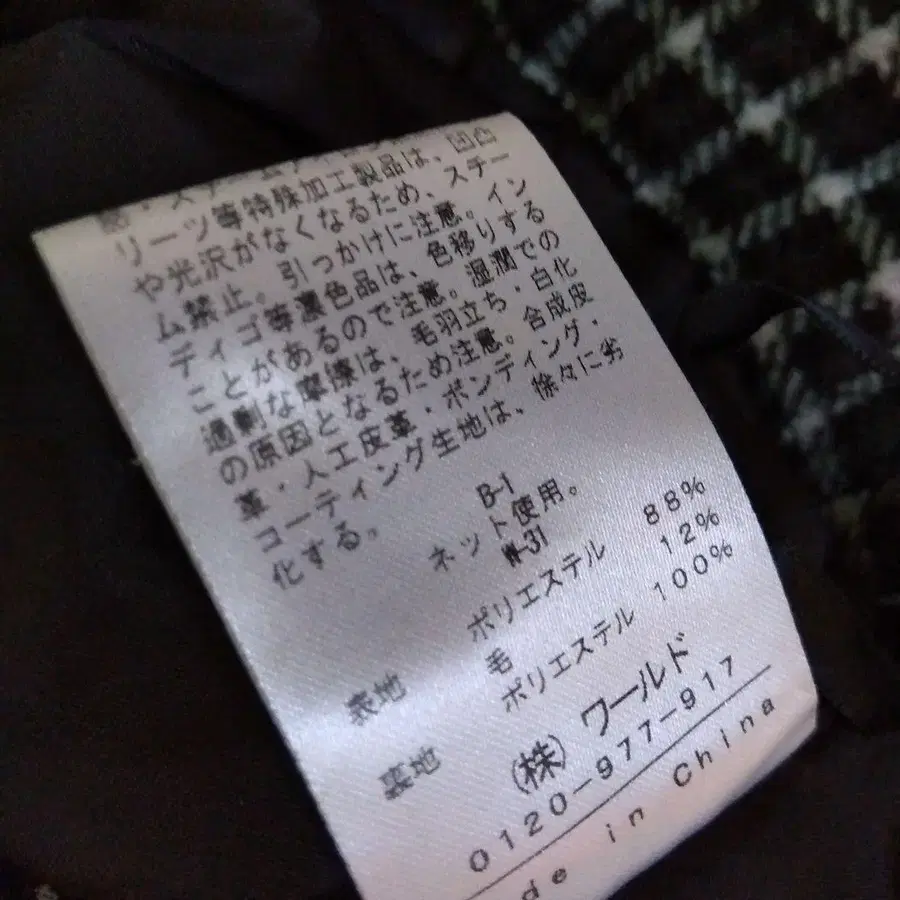 リーツ等特殊加工製品は、凹凸
や光沢がなくなるため、スチー
ム禁止。引っかけに注意。イン
ディゴ等濃色品は、色移りする
ことがあるので注意。湿潤での
過剰な摩擦は、毛羽立ち・白化
の原因となるため注意。合成皮
革・人工皮革・ボンディング・
コーティング生地は、徐々に劣
化する。
B-1
ネット使用。
W-31
表地 ポリエステル 88%
毛 12%
裏地 ポリエステル 100%
(株)ワールド
0120-977-917
de in China